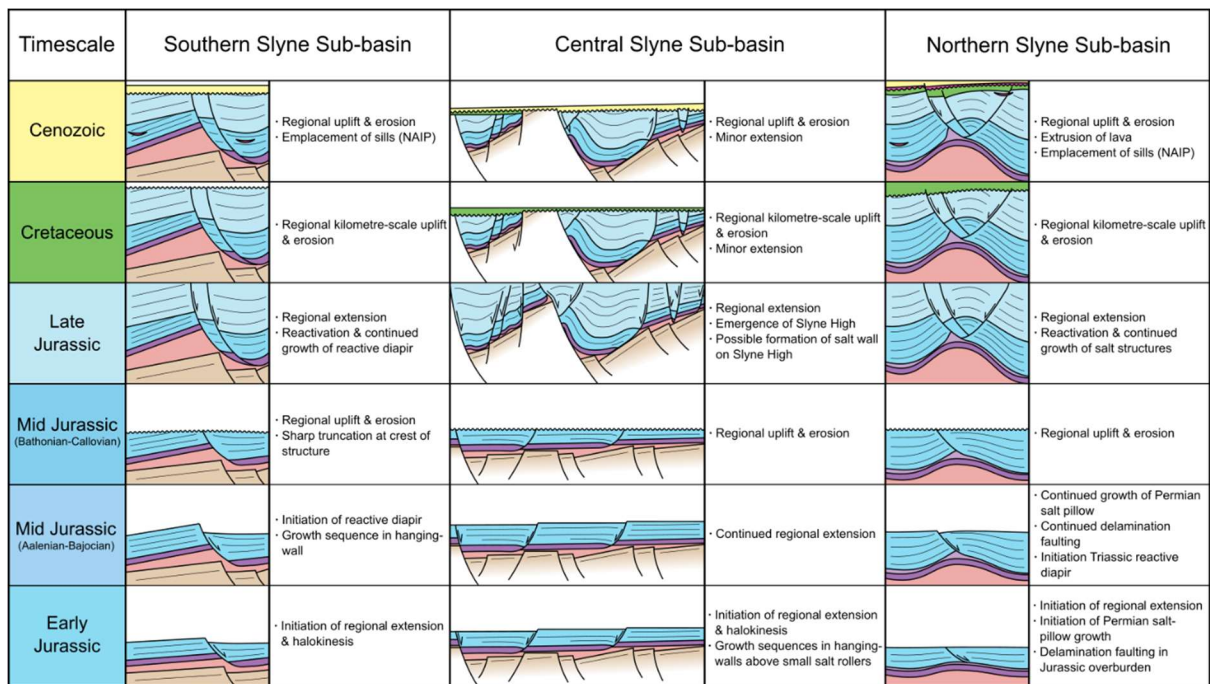 Timescale
Southern Slyne Sub-basin
Central Slyne Sub-basin
Northern Slyne Sub-basin
Cenozoic
· Regional uplift & erosion
· Emplacement of sills (NAIP)
· Regional uplift & erosion
· Minor extension
· Regional uplift & erosion
· Extrusion of lava
· Emplacement of sills (NAIP)
Cretaceous
· Regional kilometre-scale uplift
& erosion
· Regional kilometre-scale uplift
& erosion
· Minor extension
· Regional kilometre-scale uplift
& erosion
Late
Jurassic
· Regional extension
· Reactivation & continued
growth of reactive diapir
· Regional extension
· Emergence of Slyne High
· Possible formation of salt wall
on Slyne High
· Regional extension
· Reactivation & continued
growth of salt structures
Mid Jurassic
(Bathonian-Callovian)
· Regional uplift & erosion
· Sharp truncation at crest of
structure
· Regional uplift & erosion
· Regional uplift & erosion
Mid Jurassic
(Aalenian-Bajocian)
· Initiation of reactive diapir
· Growth sequence in hanging-
wall
· Continued regional extension
· Continued growth of Permian
salt pillow
· Continued delamination
faulting
· Initiation Triassic reactive
diapir
Early
Jurassic
· Initiation of regional extension
& halokinesis
· Initiation of regional extension
& halokinesis
· Growth sequences in hanging-
walls above small salt rollers
· Initiation of regional extension
· Initiation of Permian salt-
pillow growth
· Delamination faulting in
Jurassic overburden